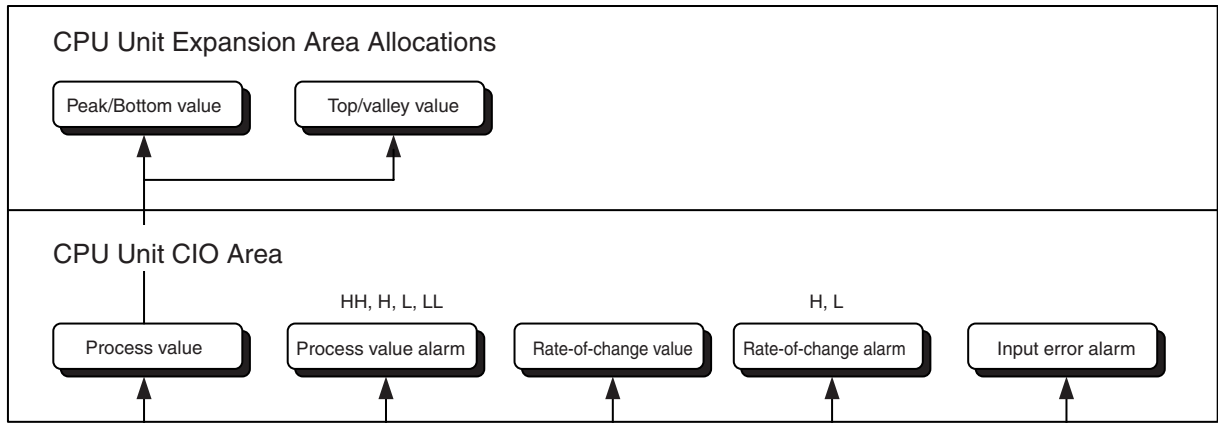 CPU Unit Expansion Area Allocations
Peak/Bottom value
Top/valley value
CPU Unit CIO Area
HH, H, L, LL
H, L
Process value
Process value alarm
Rate-of-change value
Rate-of-change alarm
Input error alarm